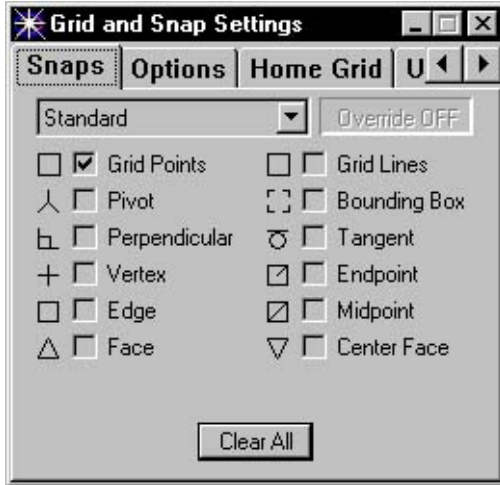 Grid and Snap Settings
Snaps Options Home Grid U
Standard Override OFF
Grid Points Grid Lines
Pivot Bounding Box
Perpendicular Tangent
Vertex Endpoint
Edge Midpoint
Face Center Face
Clear All